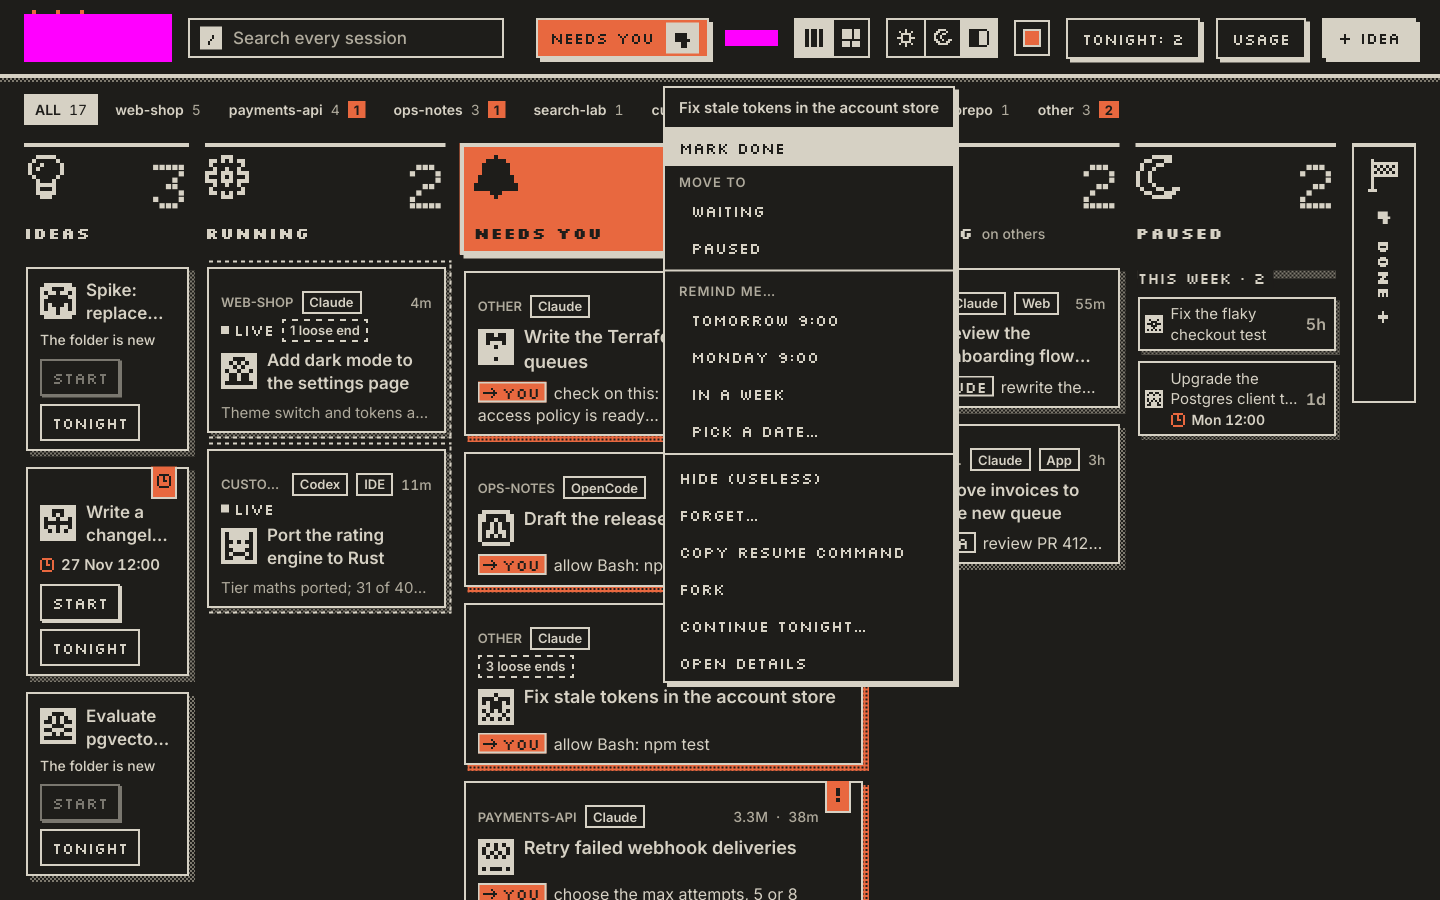 / Search every session
NEEDS YOU 4
TONIGHT: 2
USAGE
+ IDEA
ALL 17
web-shop 5
payments-api 4 1
ops-notes 3 1
search-lab 1
other 3 2
IDEAS
3
RUNNING
2
NEEDS YOU
on others
2
PAUSED
2
DONE
Spike:
replace...
The folder is new
START
TONIGHT
Write a
changel...
27 Nov 12:00
START
TONIGHT
Evaluate
pgvecto...
The folder is new
START
TONIGHT
WEB-SHOP Claude 4m
LIVE 1 loose end
Add dark mode to
the settings page
Theme switch and tokens a...
CUSTO... Codex IDE 11m
LIVE
Port the rating
engine to Rust
Tier maths ported; 31 of 40...
OTHER Claude
Write the Terrafo
queues
→ YOU check on this:
access policy is ready...
OPS-NOTES OpenCode
Draft the release
→ YOU allow Bash: np
OTHER Claude
3 loose ends
Fix stale tokens in the account store
→ YOU allow Bash: npm test
PAYMENTS-API Claude 3.3M · 38m !
Retry failed webhook deliveries
→ YOU choose the max attempts, 5 or 8
Fix stale tokens in the account store
MARK DONE
MOVE TO
WAITING
PAUSED
REMIND ME...
TOMORROW 9:00
MONDAY 9:00
IN A WEEK
PICK A DATE...
HIDE (USELESS)
FORGET...
COPY RESUME COMMAND
FORK
CONTINUE TONIGHT...
OPEN DETAILS
Claude Web 55m
eview the
boarding flow...
rewrite the...
Claude App 3h
ove invoices to
e new queue
review PR 412...
THIS WEEK · 2
Fix the flaky
checkout test
5h
Upgrade the
Postgres client t...
1d
Mon 12:00